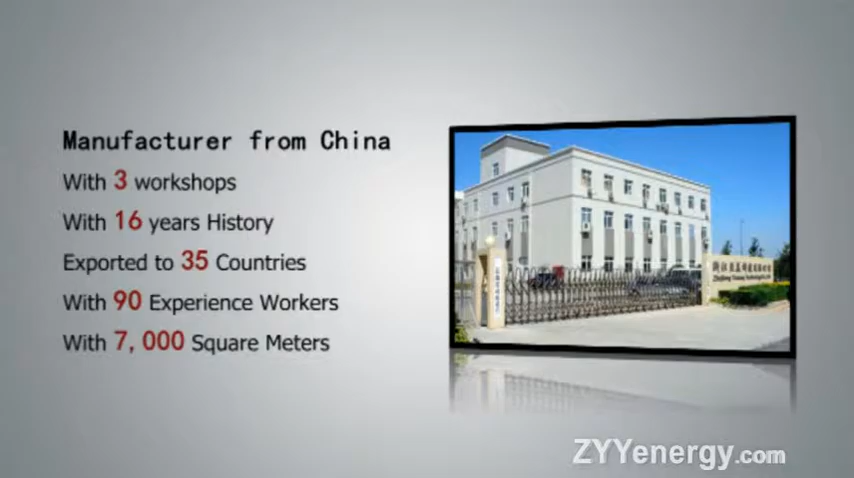 Manufacturer from China
With 3 workshops
With 16 years History
Exported to 35 Countries
With 90 Experience Workers
With 7, 000 Square Meters
ZYYenergy.com